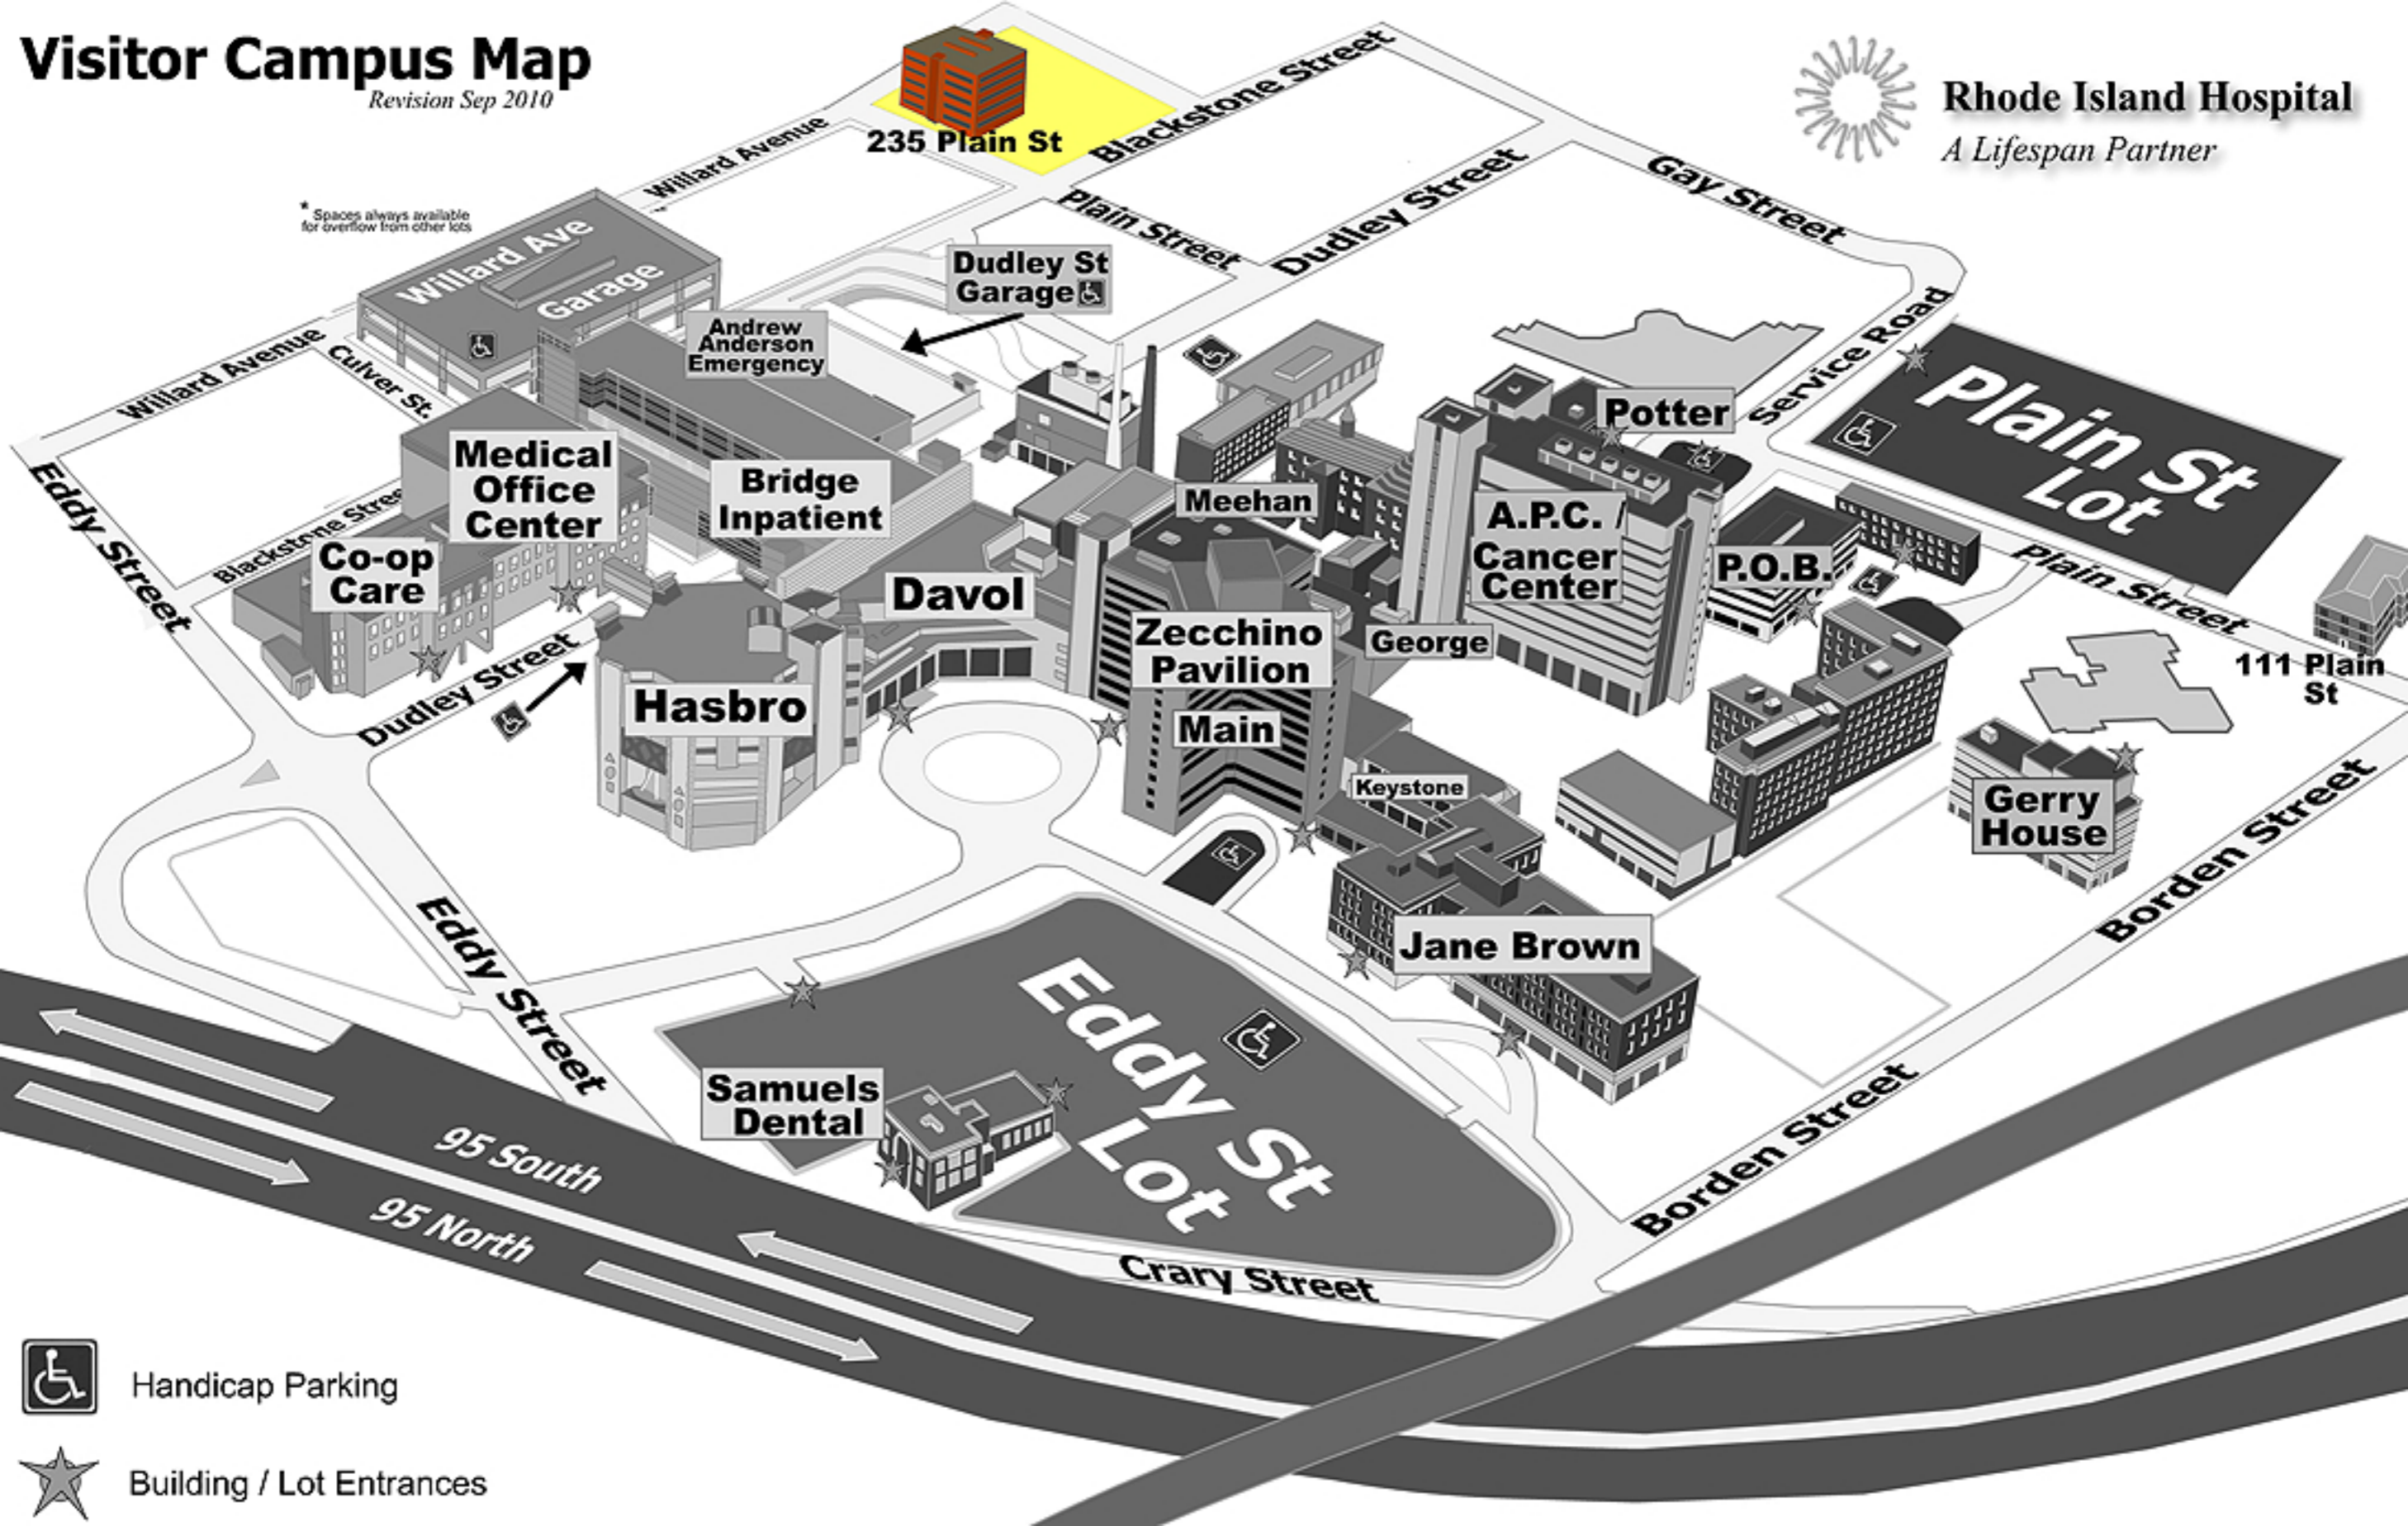 Visitor Campus Map
Revision Sep 2010
Rhode Island Hospital
A Lifespan Partner
235 Plain St
Willard Avenue
Blackstone Street
Gay Street
* Spaces always available
for overflow from other lots
Willard Ave
Garage
Plain Street
Dudley Street
Dudley St
Garage
Andrew
Anderson
Emergency
Service Road
Willard Avenue
Culver St.
Potter
Plain St
Lot
Medical
Office
Center
Bridge
Inpatient
Meehan
A.P.C. /
Cancer
Center
Eddy Street
Blackstone Stree
Co-op
Care
Davol
P.O.B.
Plain Street
Zecchino
Pavilion
George
111 Plain
St
Dudley Street
Hasbro
Main
Keystone
Gerry
House
Borden Street
Eddy Street
Jane Brown
Eddy St
Lot
Samuels
Dental
Borden Street
95 South
95 North
Crary Street
Handicap Parking
Building / Lot Entrances